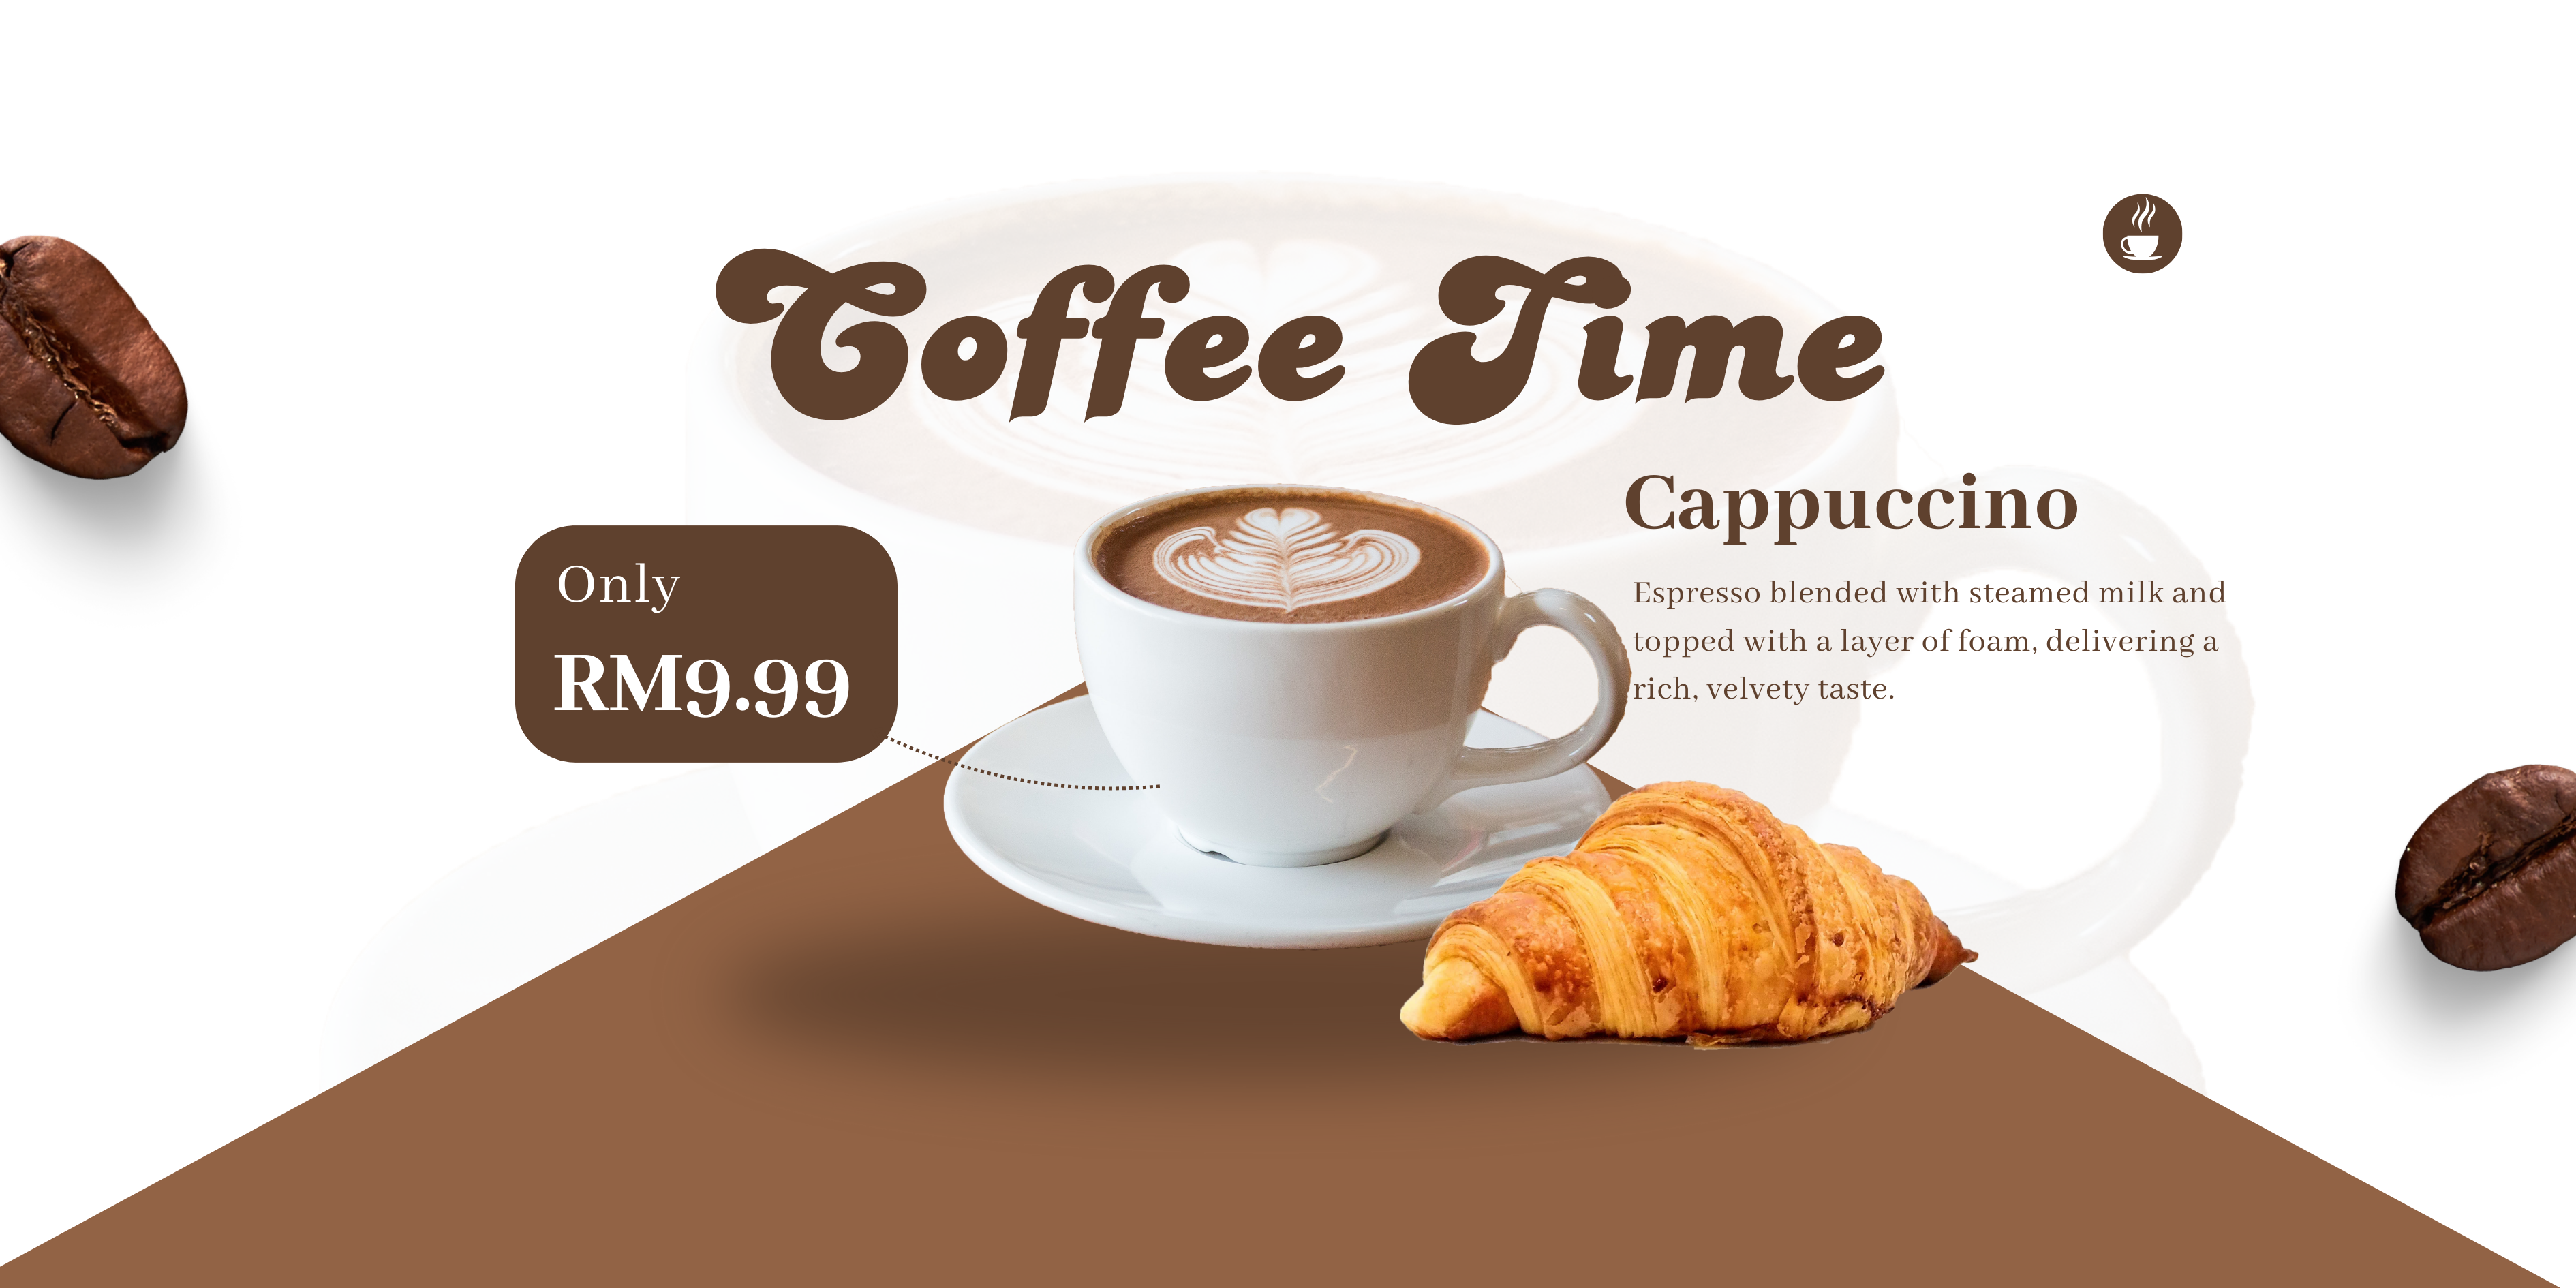 Coffee Time
Cappuccino
Espresso blended with steamed milk and
topped with a layer of foam, delivering a
rich, velvety taste.
Only
RM9.99